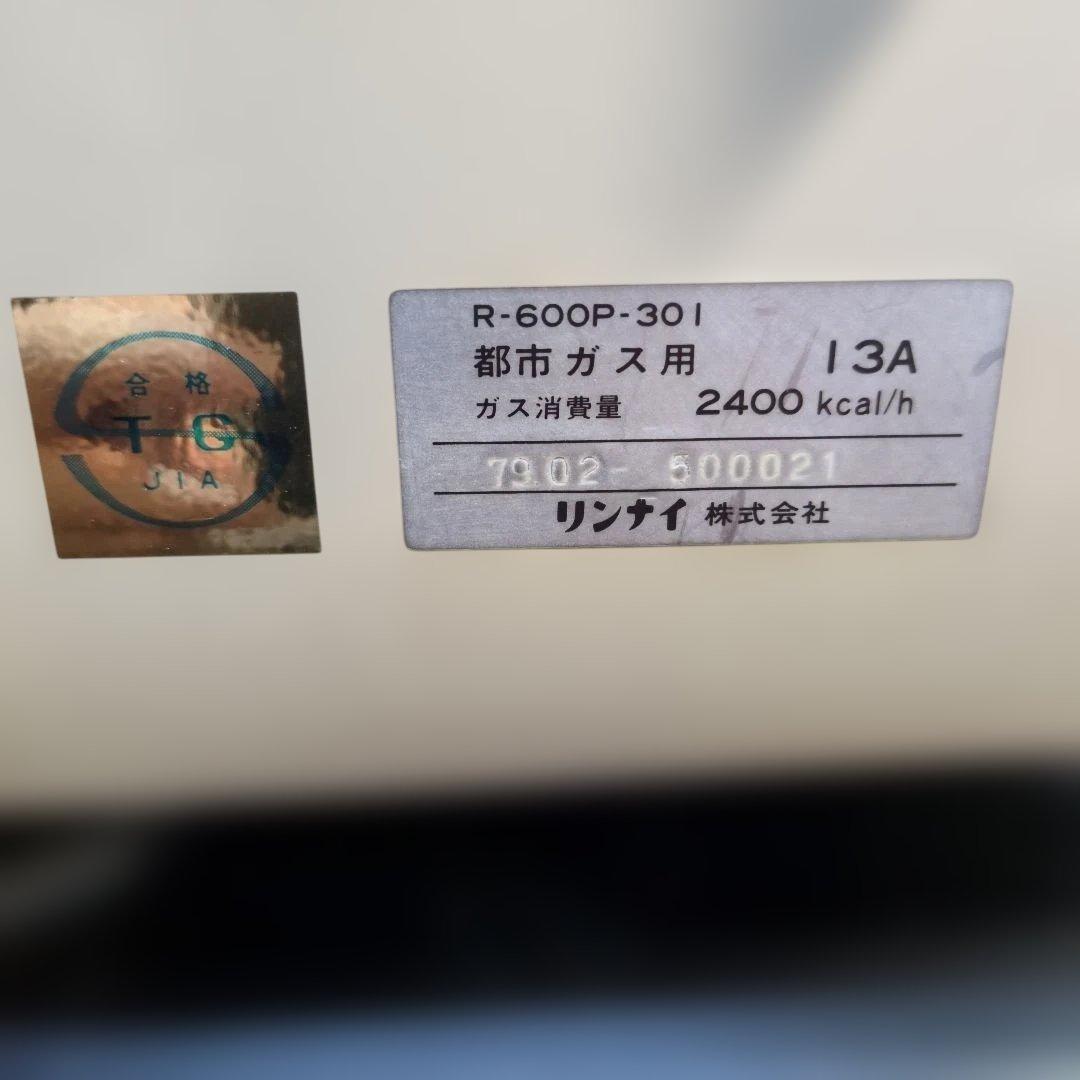 合格
TG
JIA
R-600P-301
都市ガス用 13A
ガス消費量 2400 kcal/h
79.02- 500021
リンナイ 株式会社